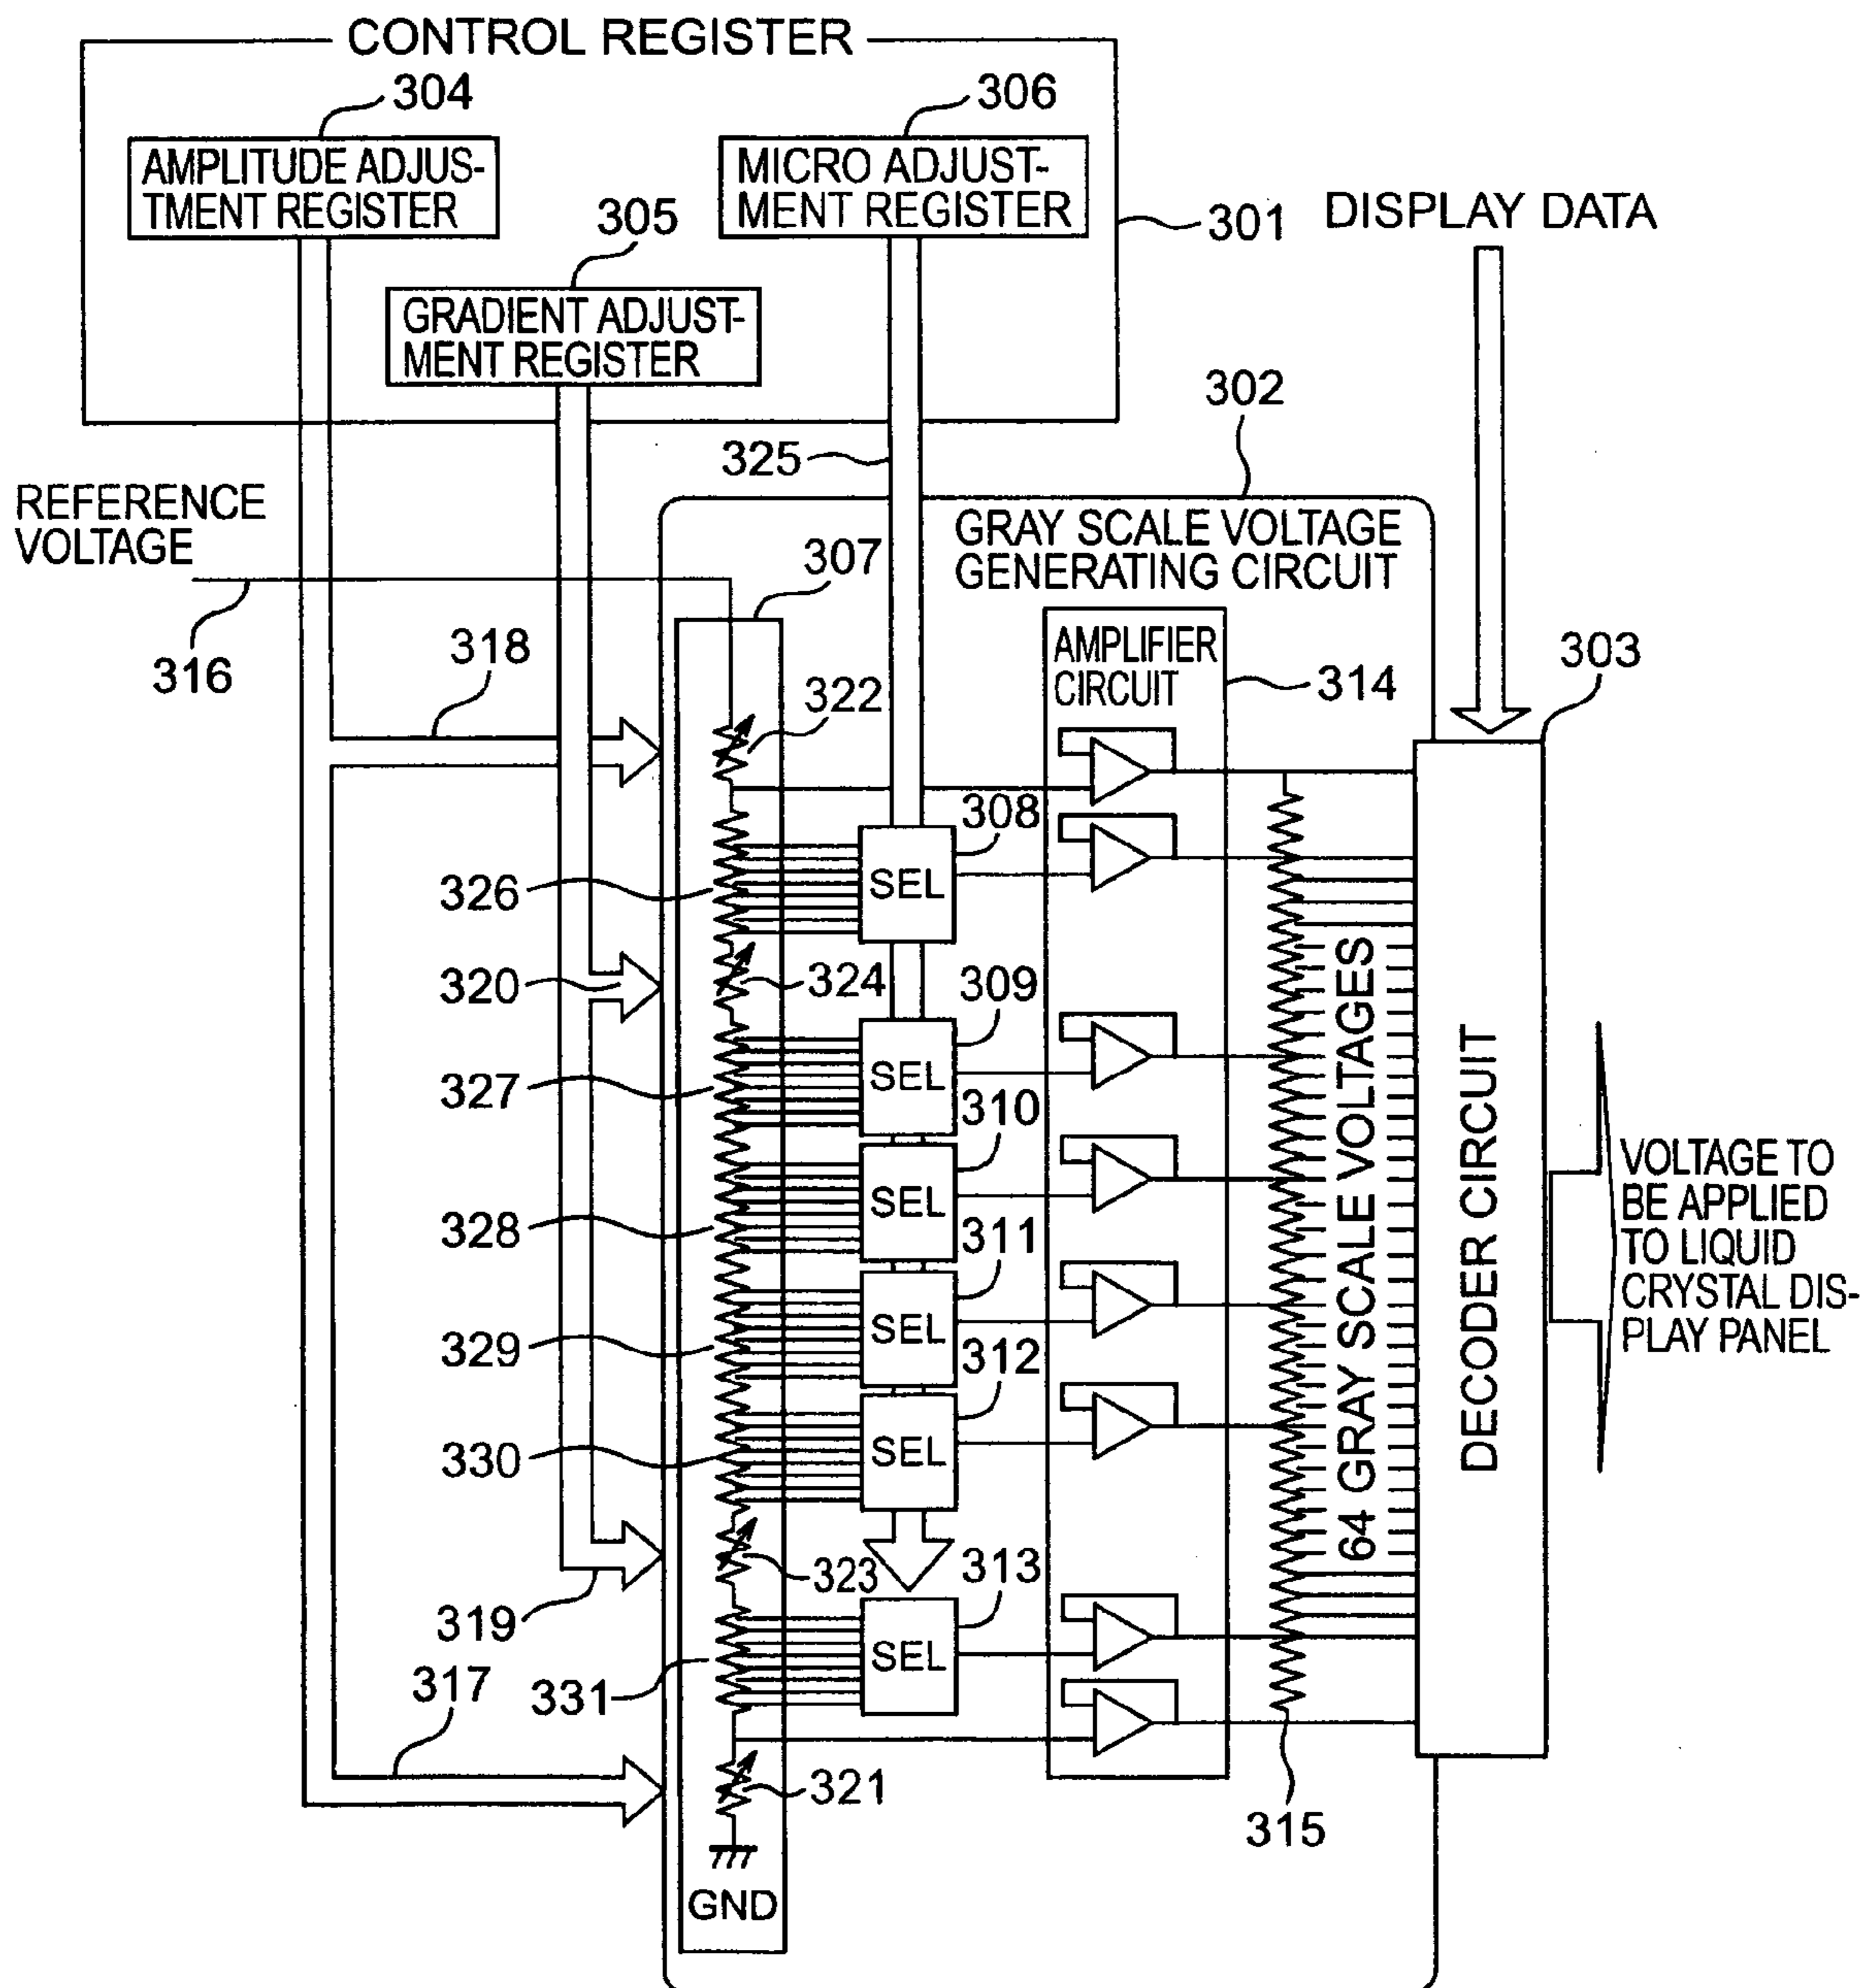 CONTROL REGISTER
304
306
AMPLITUDE ADJUS-
TMENT REGISTER
MICRO ADJUST-
MENT REGISTER
305
301
DISPLAY DATA
GRADIENT ADJUST-
MENT REGISTER
302
325
REFERENCE
VOLTAGE
GRAY SCALE VOLTAGE
GENERATING CIRCUIT
307
316
318
AMPLIFIER
CIRCUIT
314
303
322
308
SEL
326
320
324
309
SEL
327
310
SEL
328
311
SEL
329
312
SEL
330
323
313
SEL
319
331
317
321
315
GND
64 GRAY SCALE VOLTAGES
DECODER CIRCUIT
VOLTAGE TO
BE APPLIED
TO LIQUID
CRYSTAL DIS-
PLAY PANEL